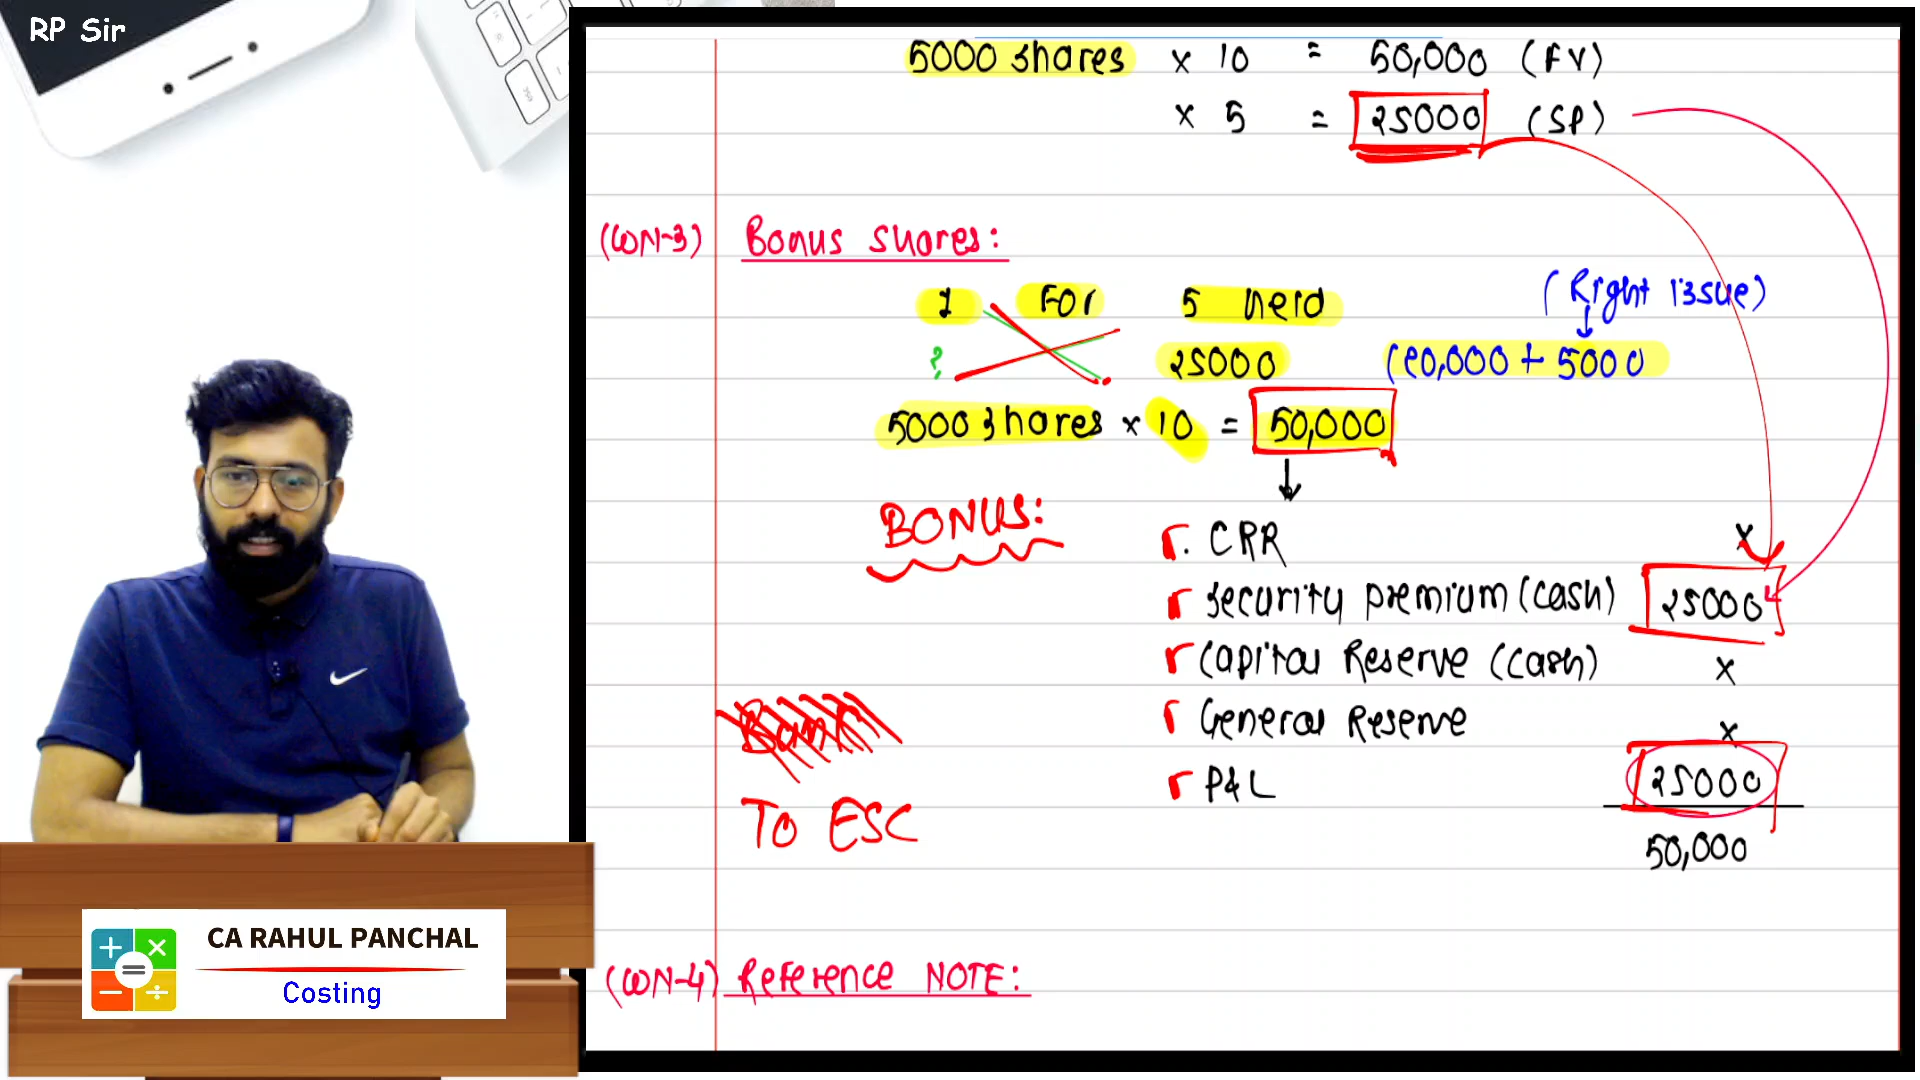 RP Sir
5000 shares × 10 = 50,000 (FV)
× 5 = 25000 (SP)
(WN-3) Bonus shares:
(Right issue)
1 For 5 held
? 25000 (20,000 + 5000
5000 shares × 10 = 50,000
BONUS:
CRR ×
Security premium (cash) 25000
Capital Reserve (cash) ×
General Reserve ×
P&L 25000
To ESC
50,000
CA RAHUL PANCHAL
Costing
(WN-4) Reference NOTE: